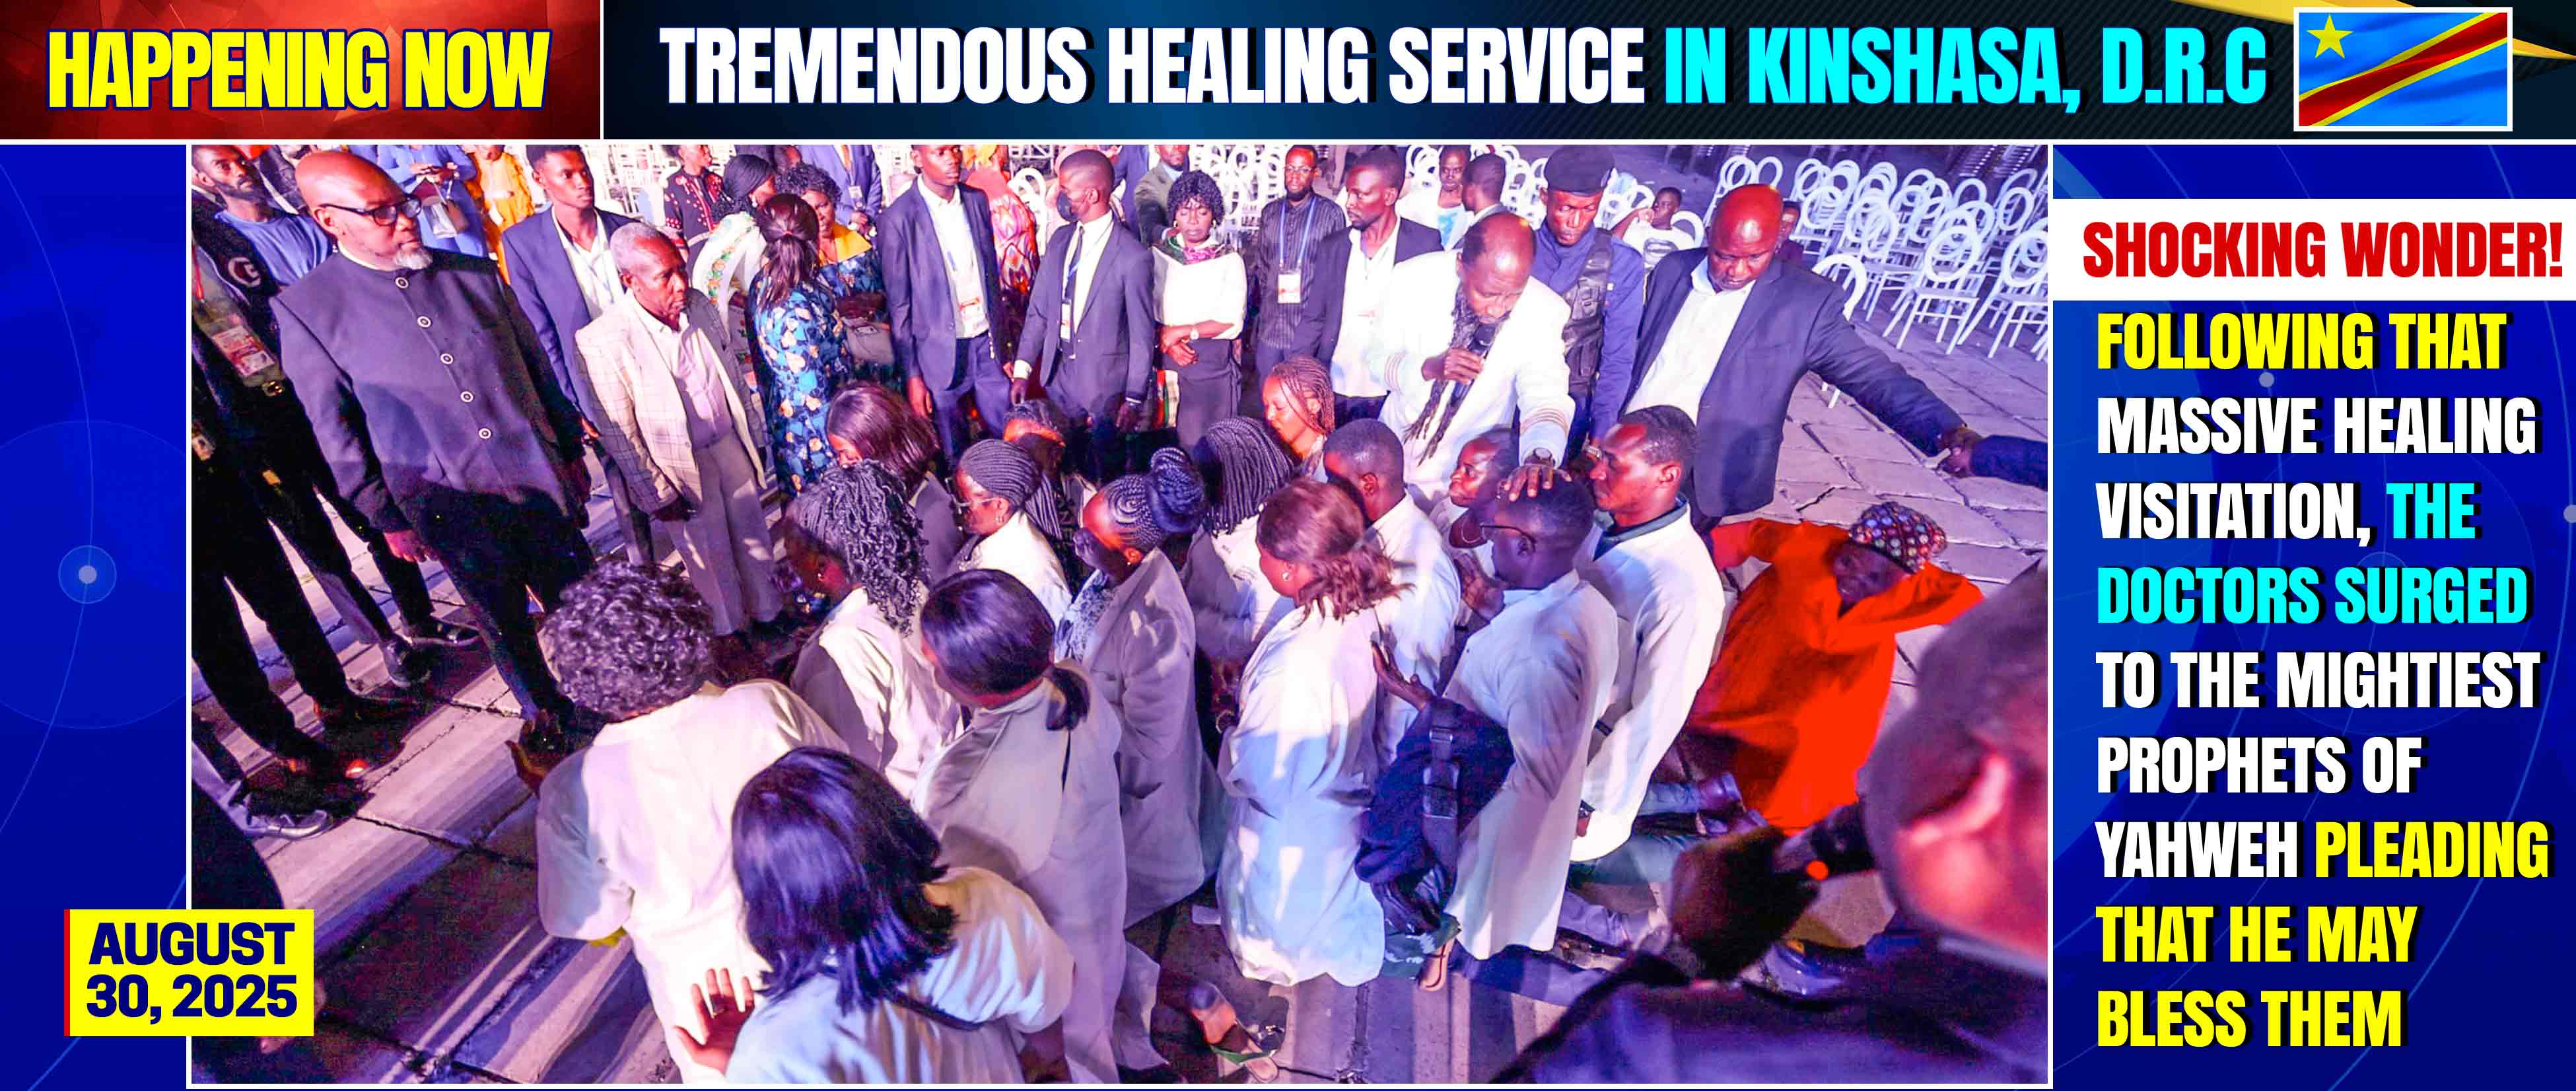 HAPPENING NOW
TREMENDOUS HEALING SERVICE IN KINSHASA, D.R.C
SHOCKING WONDER!
FOLLOWING THAT
MASSIVE HEALING
VISITATION, THE
DOCTORS SURGED
TO THE MIGHTIEST
PROPHETS OF
YAHWEH PLEADING
THAT HE MAY
BLESS THEM
AUGUST
30, 2025